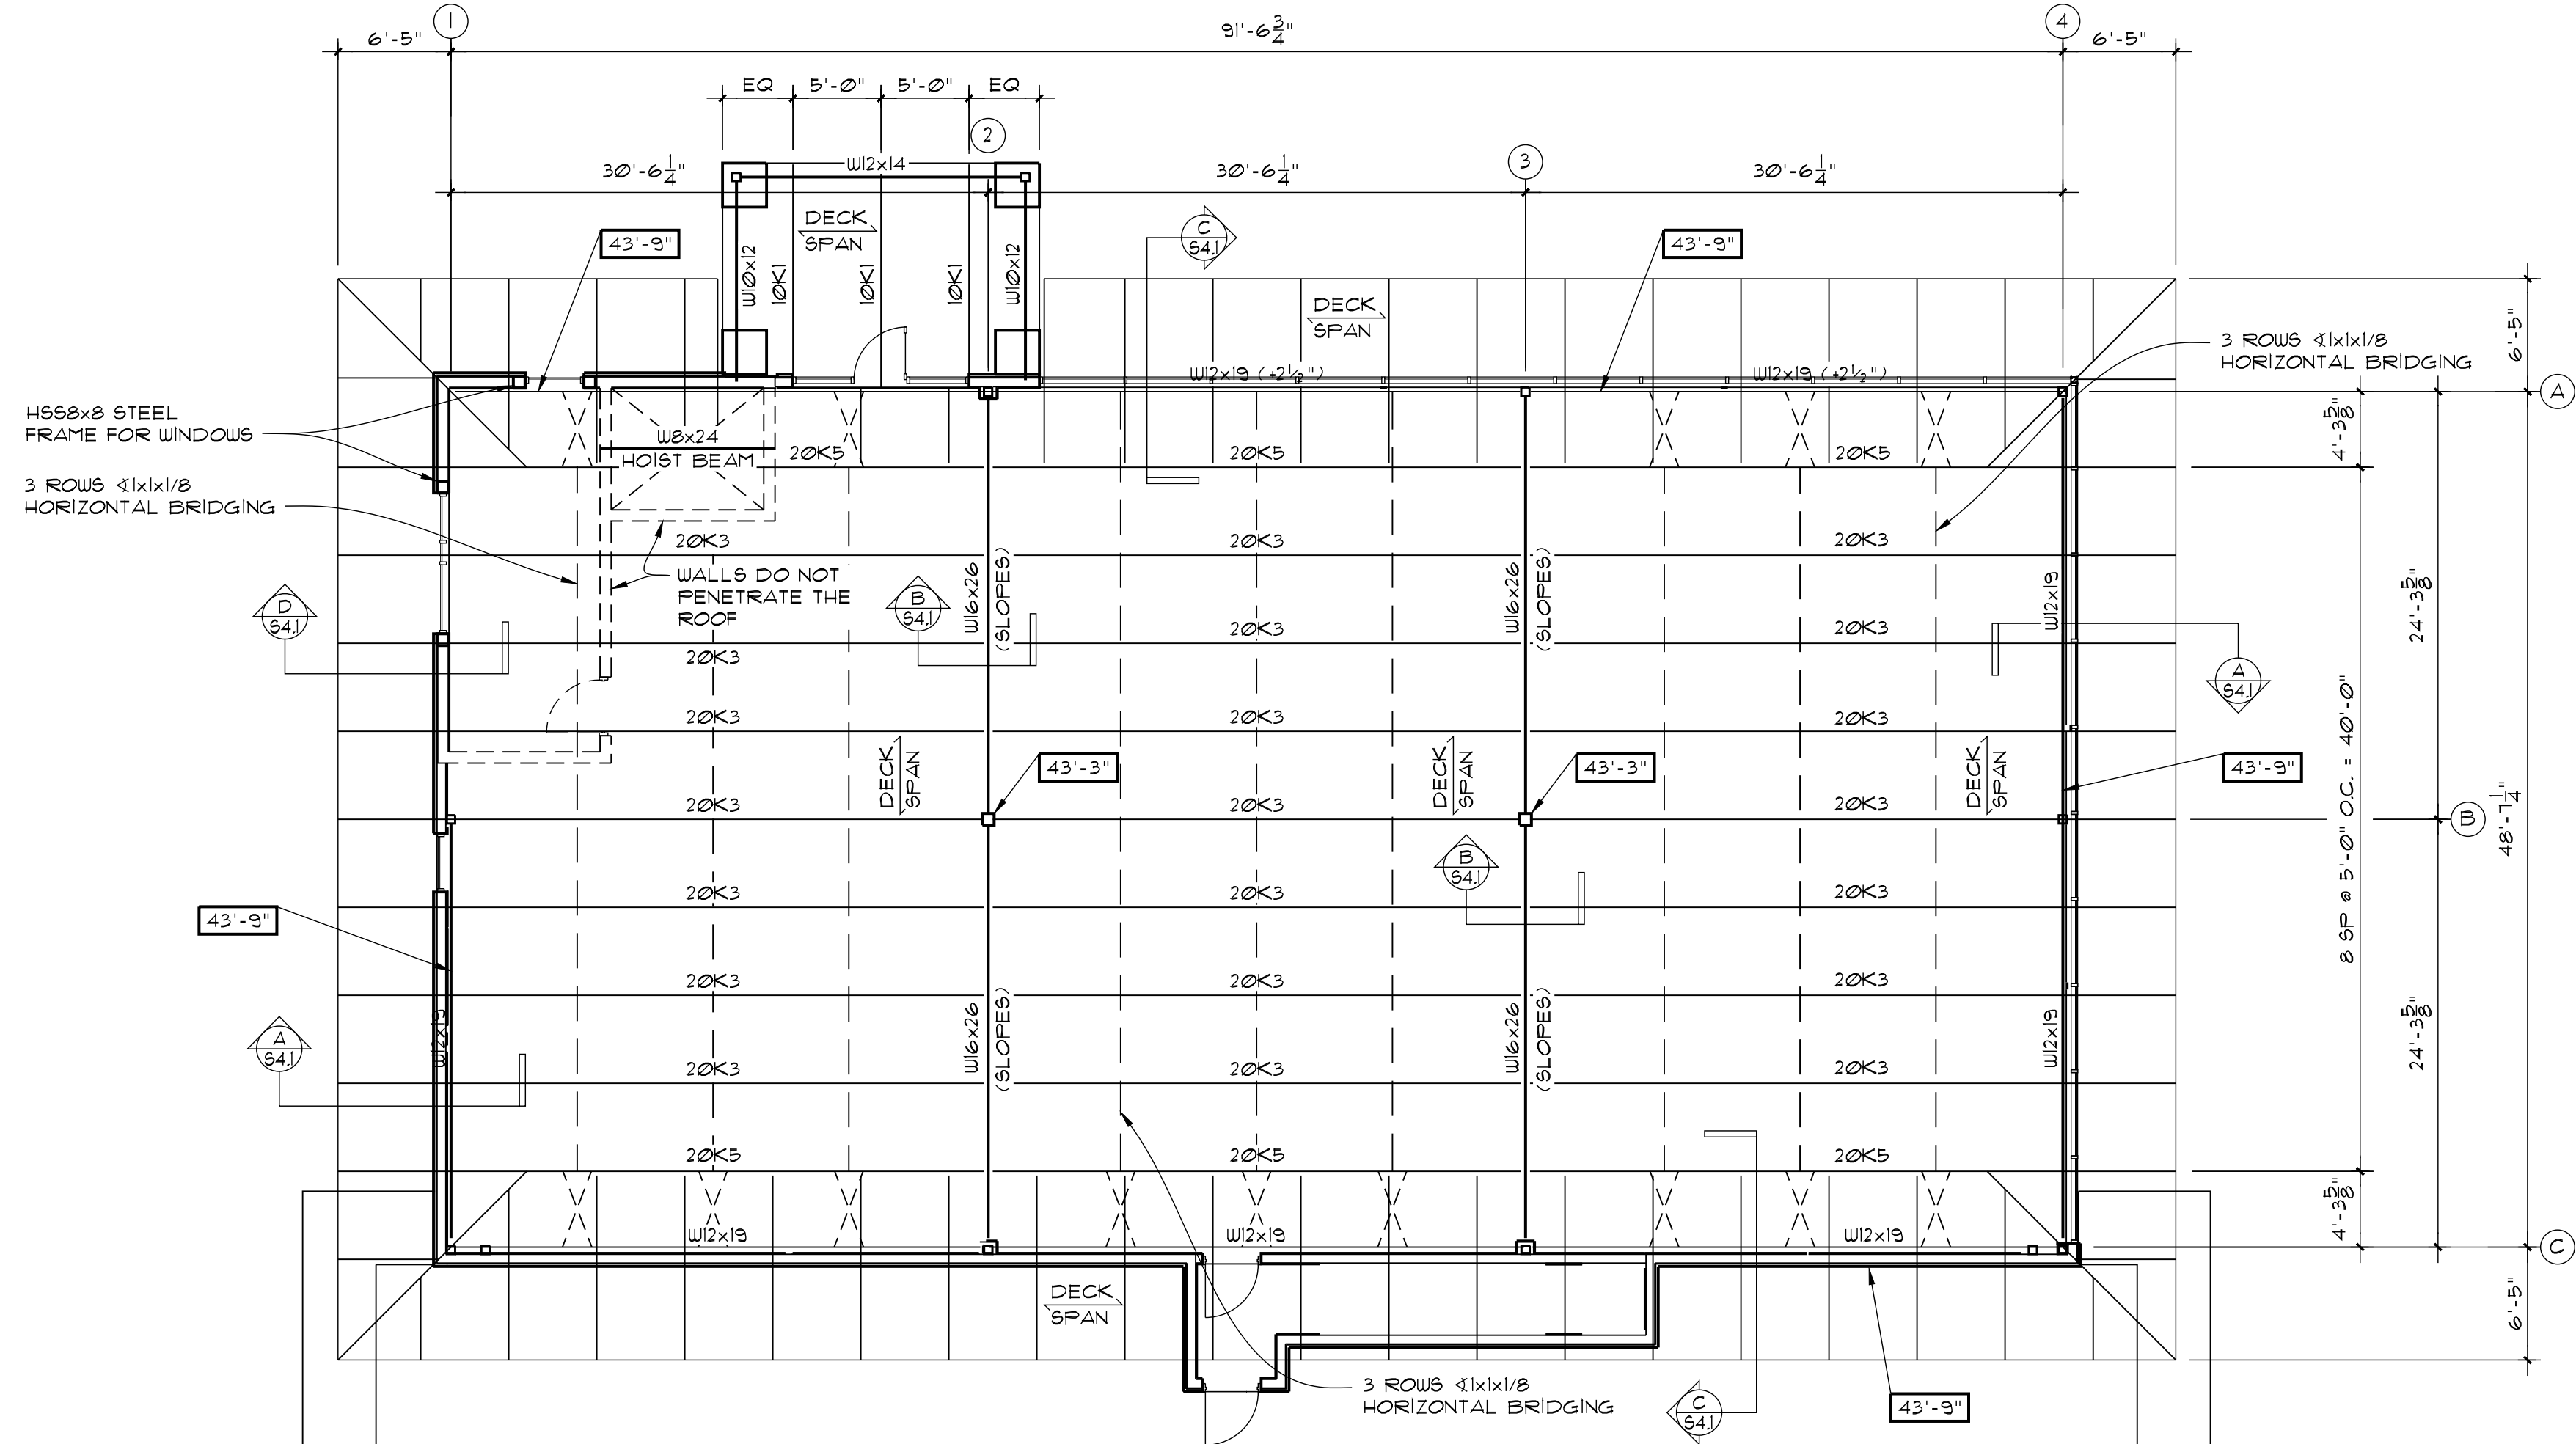 1
4
6'-5"
91'-6 3/4"
6'-5"
EQ
5'-0"
5'-0"
EQ
2
3
30'-6 1/4"
30'-6 1/4"
30'-6 1/4"
W12x14
DECK
SPAN
W10x12
10K1
10K1
10K1
W10x12
43'-9"
C
S4.1
43'-9"
DECK
SPAN
6'-5"
3 ROWS ∢1x1x1/8
HORIZONTAL BRIDGING
W12x19 (+2 1/2")
W12x19 (+2 1/2")
A
HSS8x8 STEEL
FRAME FOR WINDOWS
W8x24
HOIST BEAM
20K5
20K5
20K5
4'-3 5/8"
3 ROWS ∢1x1x1/8
HORIZONTAL BRIDGING
20K3
20K3
20K3
WALLS DO NOT
PENETRATE THE
ROOF
D
S4.1
B
S4.1
W16x26
(SLOPES)
W16x26
(SLOPES)
W12x19
24'-3 5/8"
20K3
20K3
20K3
A
S4.1
20K3
20K3
20K3
DECK
SPAN
43'-3"
DECK
SPAN
43'-3"
DECK
SPAN
43'-9"
8 SP @ 5'-0" O.C. = 40'-0"
48'-7 1/4"
20K3
20K3
20K3
B
B
S4.1
43'-9"
20K3
20K3
20K3
20K3
20K3
20K3
A
S4.1
W12x19
W16x26
(SLOPES)
W16x26
(SLOPES)
W12x19
24'-3 5/8"
20K3
20K3
20K3
20K5
20K5
20K5
4'-3 5/8"
W12x19
W12x19
W12x19
C
DECK
SPAN
6'-5"
3 ROWS ∢1x1x1/8
HORIZONTAL BRIDGING
C
S4.1
43'-9"